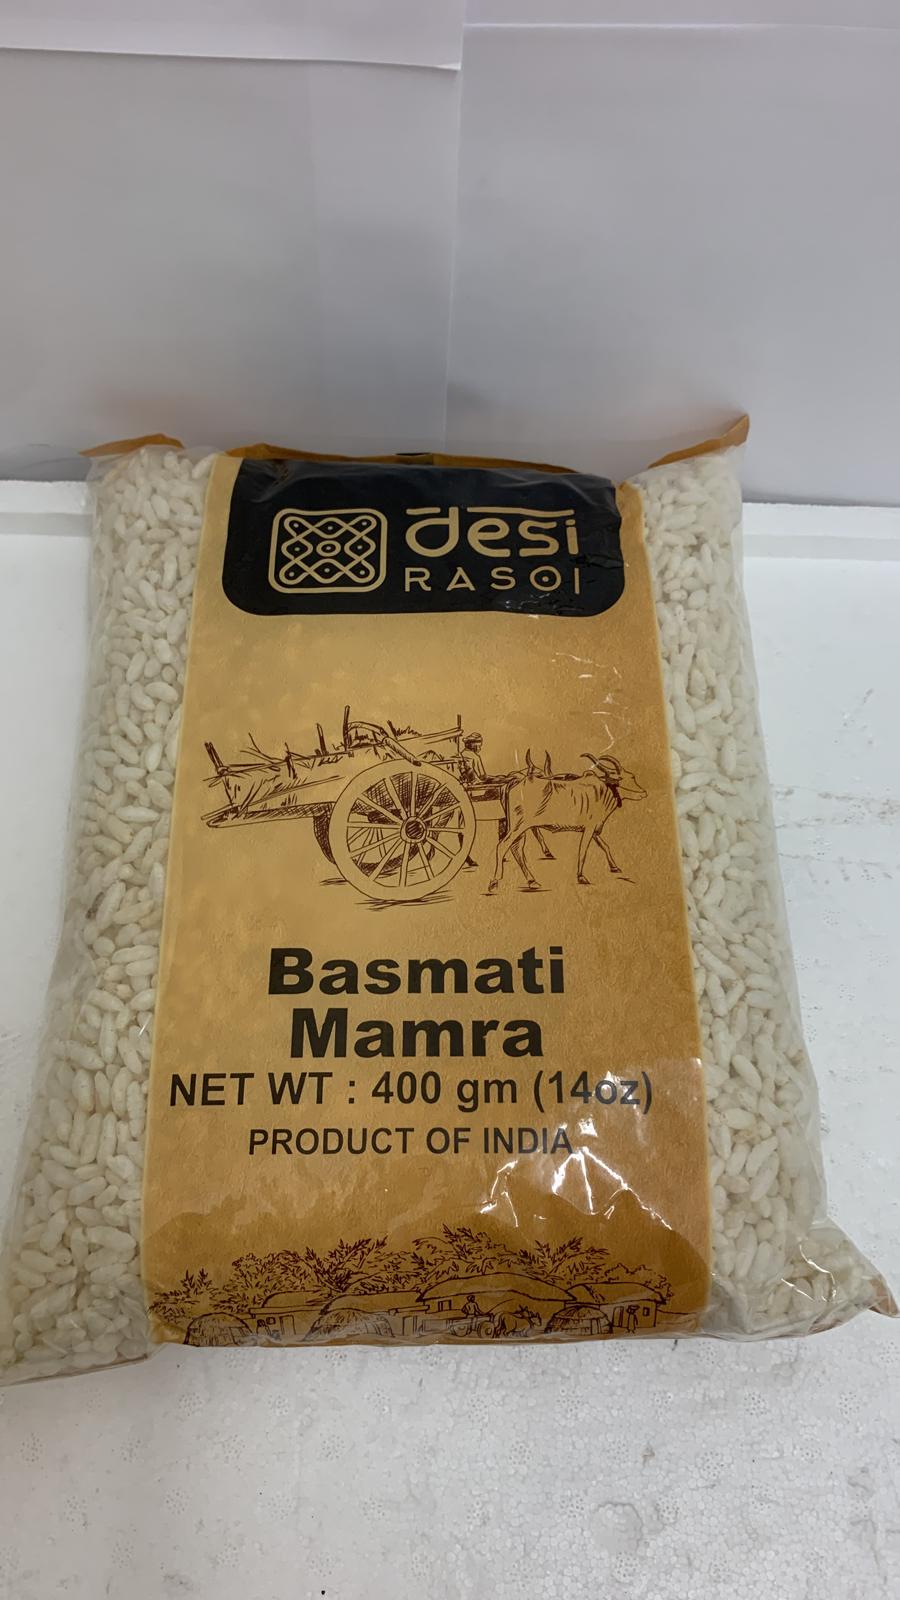 desi
RASOI
Basmati
Mamra
NET WT : 400 gm (14oz)
PRODUCT OF INDIA